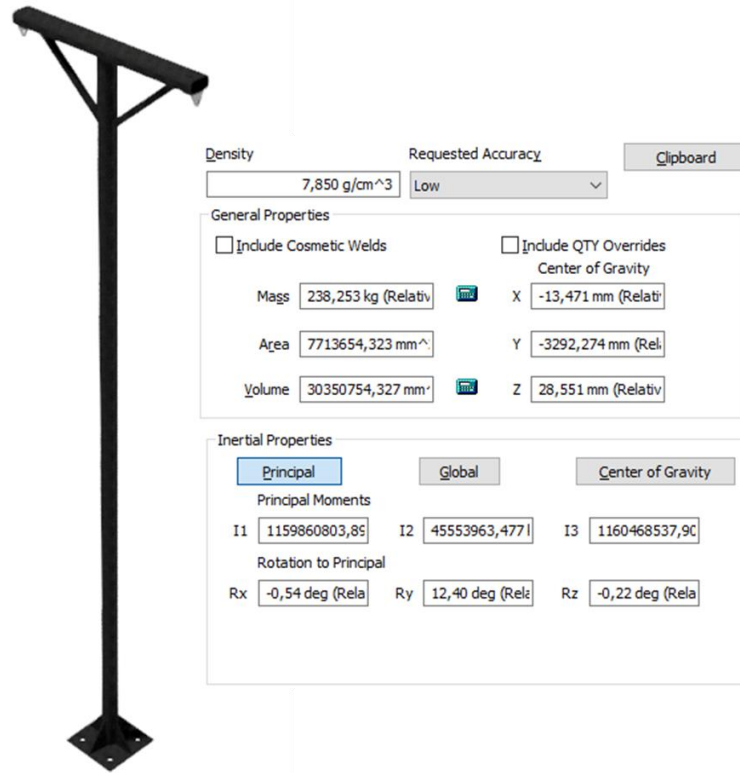 Density
Requested Accuracy
Clipboard
7,850 g/cm^3
Low
General Properties
Include Cosmetic Welds
Include QTY Overrides
Center of Gravity
Mass 238,253 kg (Relativ
X -13,471 mm (Relati
Area 7713654,323 mm^
Y -3292,274 mm (Rel
Volume 30350754,327 mm
Z 28,551 mm (Relativ
Inertial Properties
Principal
Global
Center of Gravity
Principal Moments
I1 1159860803,89
I2 45553963,477
I3 1160468537,90
Rotation to Principal
Rx -0,54 deg (Rela
Ry 12,40 deg (Rela
Rz -0,22 deg (Rela